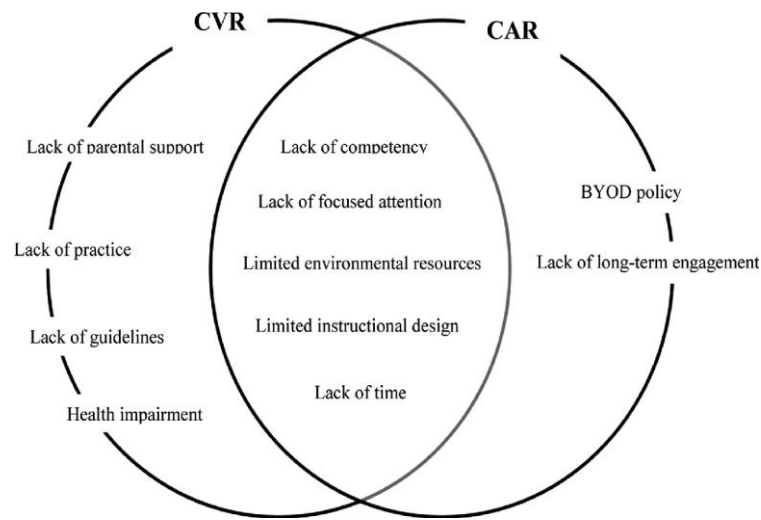 CVR
CAR
Lack of parental support
Lack of competency
Lack of focused attention
BYOD policy
Lack of practice
Limited environmental resources
Lack of long-term engagement
Lack of guidelines
Limited instructional design
Lack of time
Health impairment